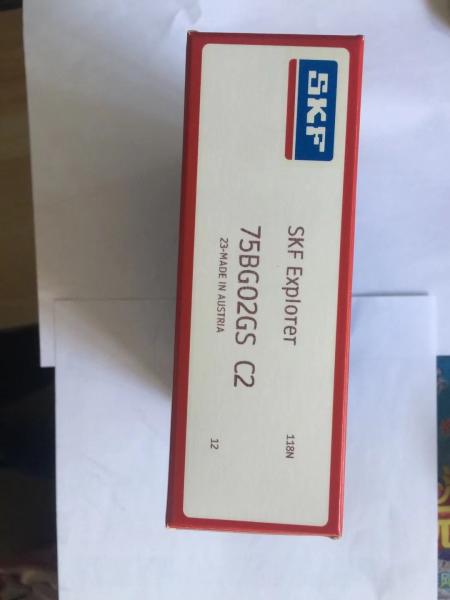 SKF
SKF Explorer
75BG02GS C2
23-MADE IN AUSTRIA
118N
12